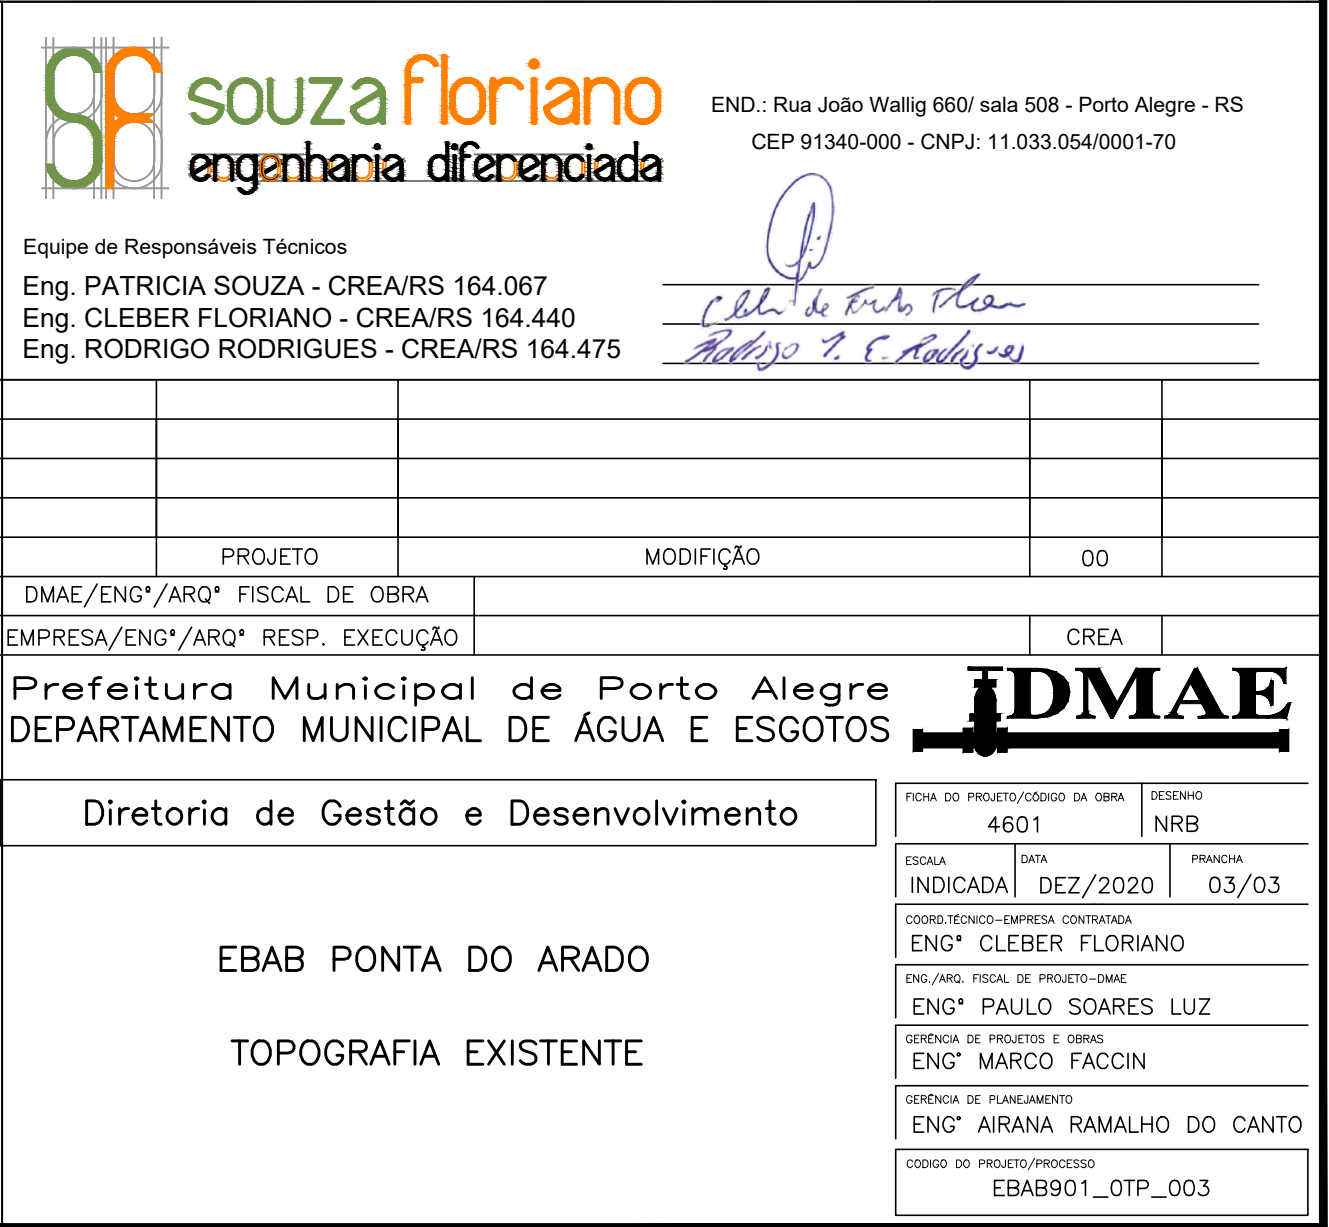 SF souza floriano
engenharia diferenciada
END.: Rua João Wallig 660/ sala 508 - Porto Alegre - RS
CEP 91340-000 - CNPJ: 11.033.054/0001-70
Equipe de Responsáveis Técnicos
Eng. PATRICIA SOUZA - CREA/RS 164.067
Eng. CLEBER FLORIANO - CREA/RS 164.440
Eng. RODRIGO RODRIGUES - CREA/RS 164.475
Rodrigo
PROJETO MODIFIÇÃO 00
DMAE/ENGº/ARQº FISCAL DE OBRA
EMPRESA/ENGº/ARQº RESP. EXECUÇÃO CREA
Prefeitura Municipal de Porto Alegre
DEPARTAMENTO MUNICIPAL DE ÁGUA E ESGOTOS
DMAE
Diretoria de Gestão e Desenvolvimento
EBAB PONTA DO ARADO
TOPOGRAFIA EXISTENTE
FICHA DO PROJETO/CÓDIGO DA OBRA DESENHO
4601 NRB
ESCALA DATA PRANCHA
INDICADA DEZ/2020 03/03
COORD.TÉCNICO-EMPRESA CONTRATADA
ENGº CLEBER FLORIANO
ENG./ARQ. FISCAL DE PROJETO-DMAE
ENGº PAULO SOARES LUZ
GERÊNCIA DE PROJETOS E OBRAS
ENG° MARCO FACCIN
GERÊNCIA DE PLANEJAMENTO
ENG° AIRANA RAMALHO DO CANTO
CODIGO DO PROJETO/PROCESSO
EBAB901_0TP_003